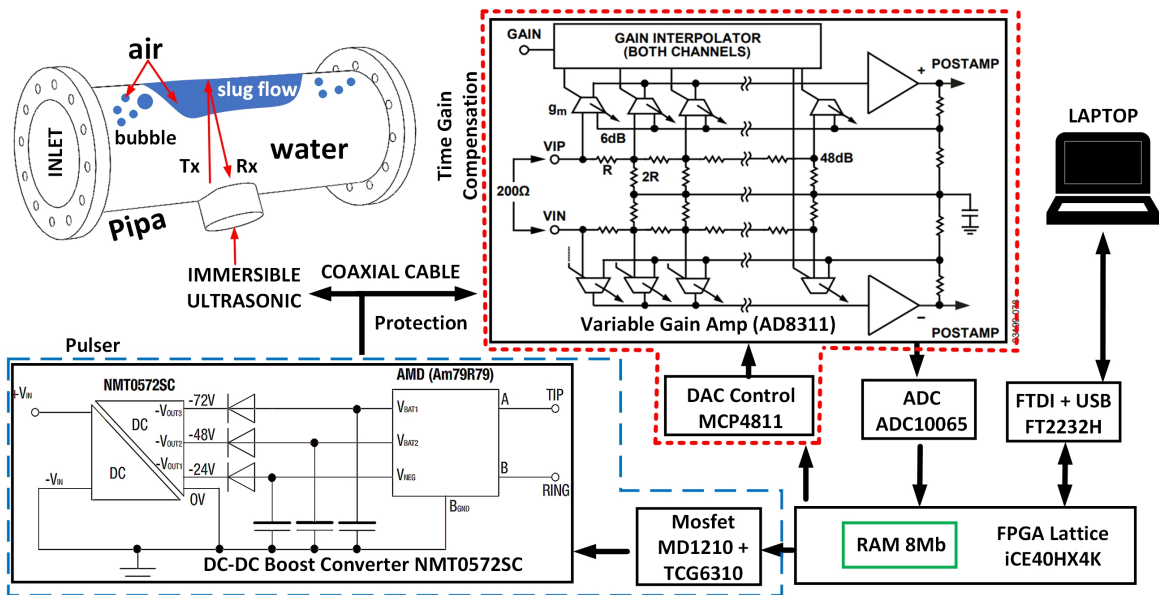 air
slug flow
bubble
INLET
Tx
Rx
water
Pipa
IMMERSIBLE
ULTRASONIC
COAXIAL CABLE
Protection
Time Gain
Compensation
GAIN
GAIN INTERPOLATOR
(BOTH CHANNELS)
POSTAMP
+
gm
6dB
VIP
R
2R
48dB
200Ω
VIN
−
POSTAMP
Variable Gain Amp (AD8311)
LAPTOP
DAC Control
MCP4811
ADC
ADC10065
FTDI + USB
FT2232H
Pulser
NMT0572SC
AMD (Am79R79)
+VIN
-VIN
DC
DC
-VOUT3
-72V
-VOUT2
-48V
-VOUT1
-24V
0V
VBAT1
VBAT2
VNEG
BGND
A
TIP
B
RING
DC-DC Boost Converter NMT0572SC
Mosfet
MD1210 +
TCG6310
RAM 8Mb
FPGA Lattice
iCE40HX4K